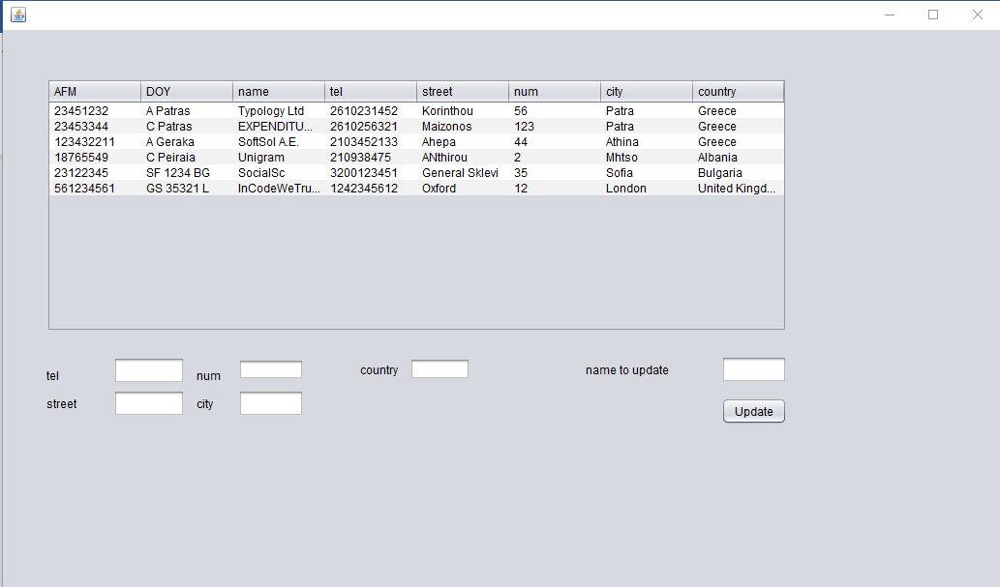 AFM DOY name tel street num city country
23451232 A Patras Typology Ltd 2610231452 Korinthou 56 Patra Greece
23453344 C Patras EXPENDITU... 2610256321 Maizonos 123 Patra Greece
123432211 A Geraka SoftSol A.E. 2103452133 Ahepa 44 Athina Greece
18765549 C Peiraia Unigram 210938475 ANthirou 2 Mhtso Albania
23122345 SF 1234 BG SocialSc 3200123451 General Sklevi 35 Sofia Bulgaria
561234561 GS 35321 L InCodeWeTru... 1242345612 Oxford 12 London United Kingd...
tel num country name to update
street city Update